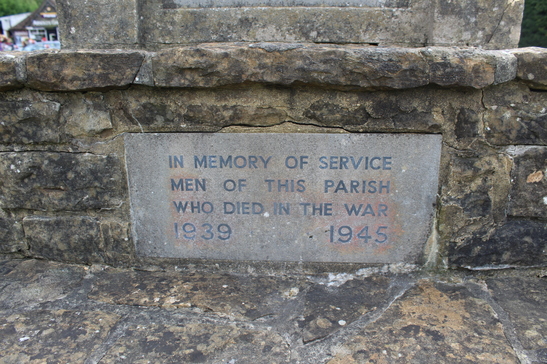 IN MEMORY OF SERVICE
MEN OF THIS PARISH
WHO DIED IN THE WAR
1939 1945